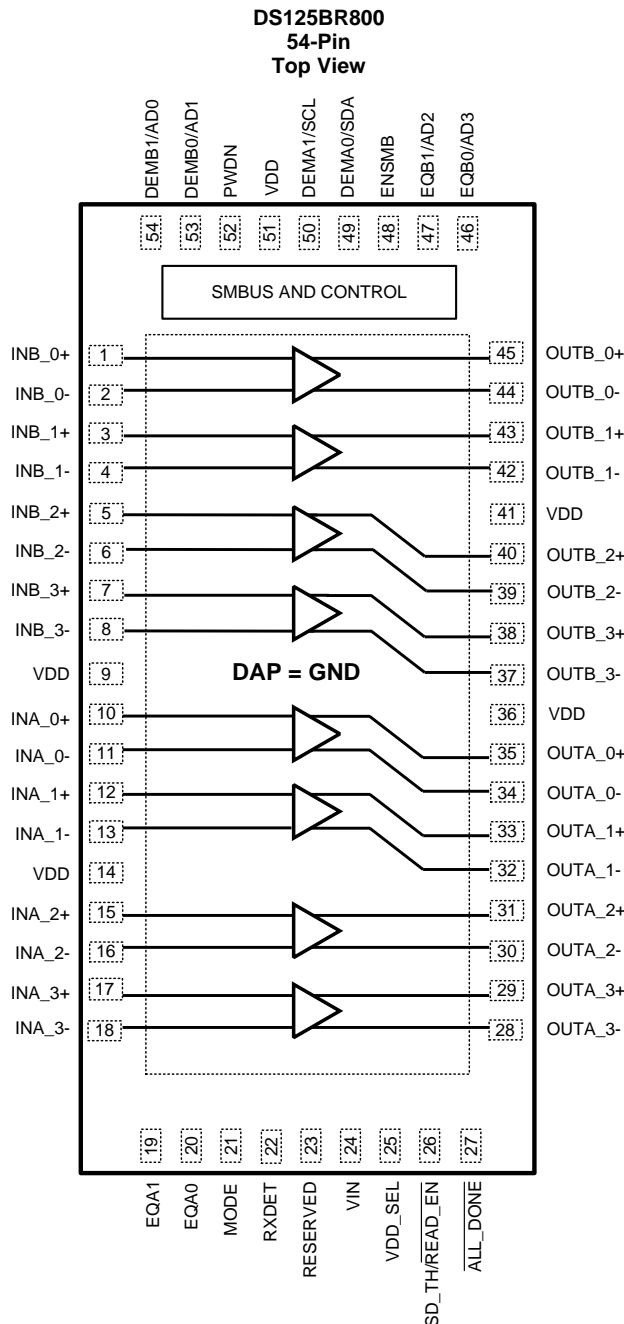 DS125BR800
54-Pin
Top View
DEMB1/AD0
DEMB0/AD1
PWDN
VDD
DEMA1/SCL
DEMA0/SDA
ENSMB
EQB1/AD2
EQB0/AD3
54 53 52 51 50 49 48 47 46
SMBUS AND CONTROL
INB_0+ 1 45 OUTB_0+
INB_0- 2 44 OUTB_0-
INB_1+ 3 43 OUTB_1+
INB_1- 4 42 OUTB_1-
INB_2+ 5 41 VDD
INB_2- 6 40 OUTB_2+
INB_3+ 7 39 OUTB_2-
INB_3- 8 38 OUTB_3+
VDD 9 DAP = GND 37 OUTB_3-
INA_0+ 10 36 VDD
INA_0- 11 35 OUTA_0+
INA_1+ 12 34 OUTA_0-
INA_1- 13 33 OUTA_1+
VDD 14 32 OUTA_1-
INA_2+ 15 31 OUTA_2+
INA_2- 16 30 OUTA_2-
INA_3+ 17 29 OUTA_3+
INA_3- 18 28 OUTA_3-
19 20 21 22 23 24 25 26 27
EQA1
EQA0
MODE
RXDET
RESERVED
VIN
VDD_SEL
SD_TH/READ_EN
ALL_DONE